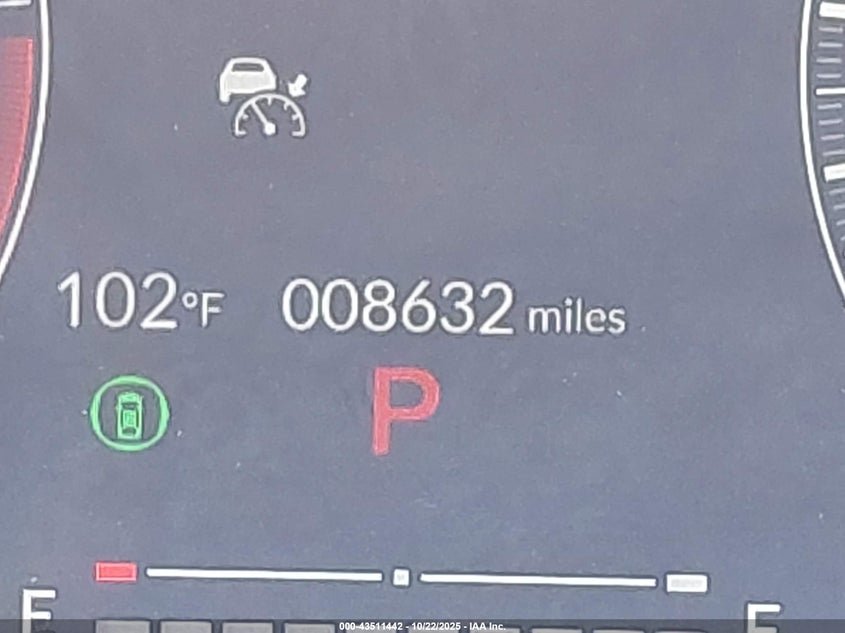 102°F 008632 miles
P
E F
000-43511442 - 10/22/2025 - IAA Inc.